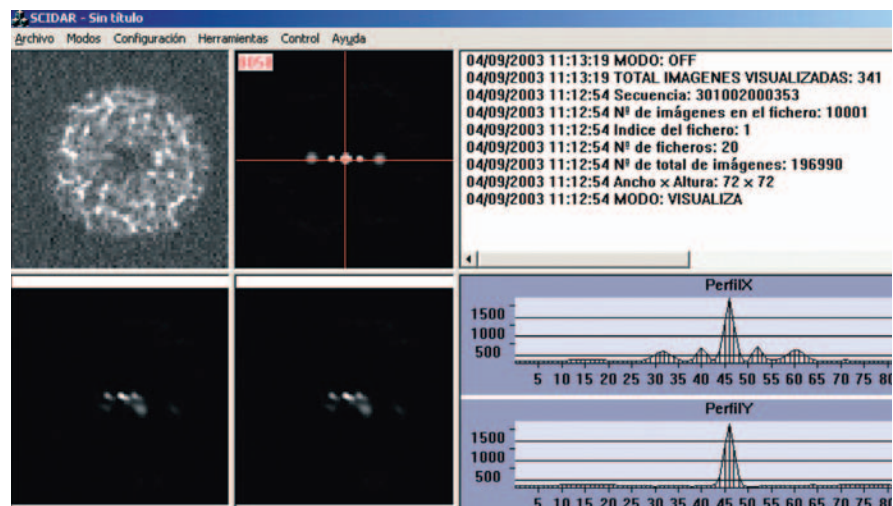 SCIDAR - Sin título
Archivo Modos Configuración Herramientas Control Ayuda
8058
04/09/2003 11:13:19 MODO: OFF
04/09/2003 11:13:19 TOTAL IMAGENES VISUALIZADAS: 341
04/09/2003 11:12:54 Secuencia: 301002000353
04/09/2003 11:12:54 Nº de imágenes en el fichero: 10001
04/09/2003 11:12:54 Indice del fichero: 1
04/09/2003 11:12:54 Nº de ficheros: 20
04/09/2003 11:12:54 Nº de total de imágenes: 196990
04/09/2003 11:12:54 Ancho × Altura: 72 × 72
04/09/2003 11:12:54 MODO: VISUALIZA
PerfilX
1500
1000
500
5 10 15 20 25 30 35 40 45 50 55 60 65 70 75 80
PerfilY
1500
1000
500
5 10 15 20 25 30 35 40 45 50 55 60 65 70 75 80